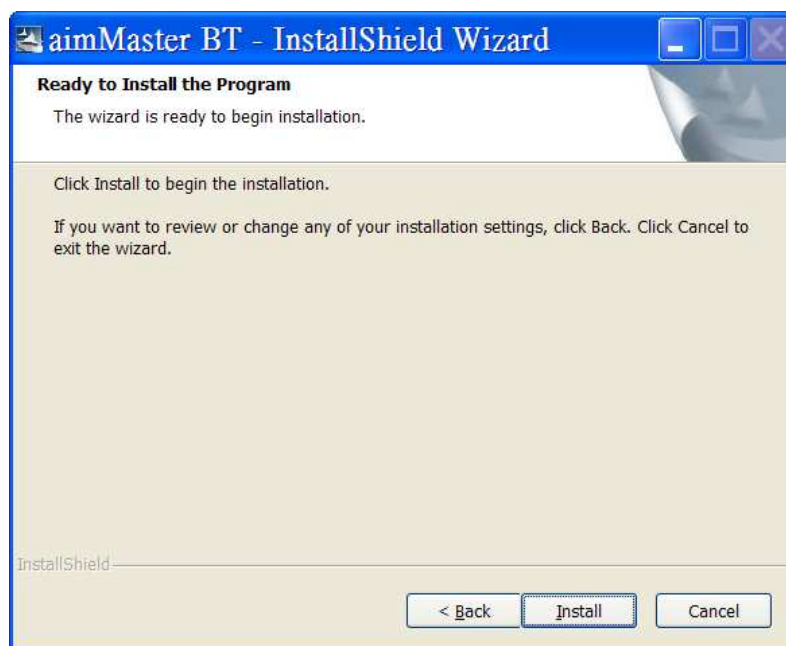 aimMaster BT - InstallShield Wizard
Ready to Install the Program
The wizard is ready to begin installation.
Click Install to begin the installation.
If you want to review or change any of your installation settings, click Back. Click Cancel to
exit the wizard.
InstallShield
< Back Install Cancel